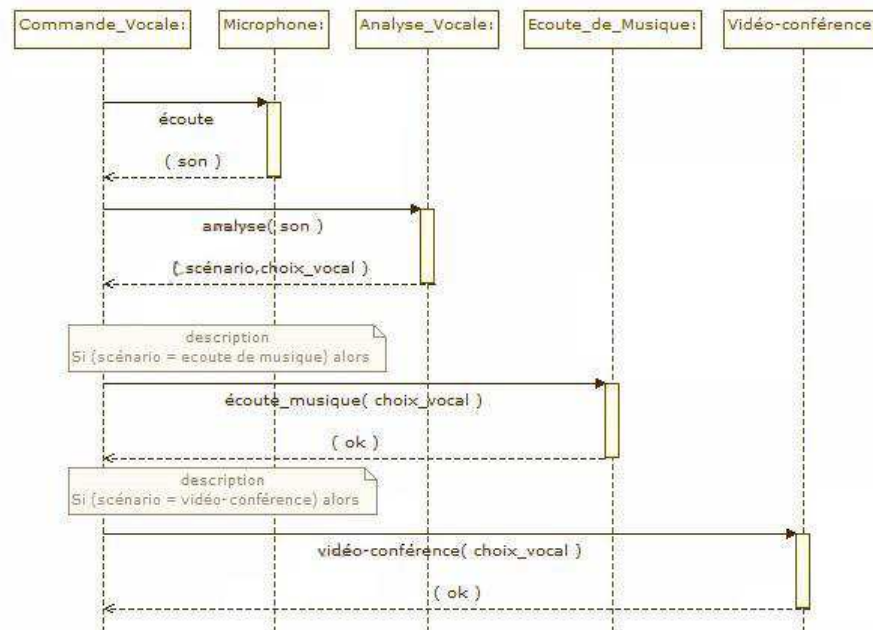 Commande_Vocale:
Microphone:
Analyse_Vocale:
Ecoute_de_Musique:
Vidéo-conférence
écoute
( son )
analyse( son )
( scénario,choix_vocal )
description
Si (scénario = ecoute de musique) alors
écoute_musique( choix_vocal )
( ok )
description
Si (scénario = vidéo-conférence) alors
vidéo-conférence( choix_vocal )
( ok )